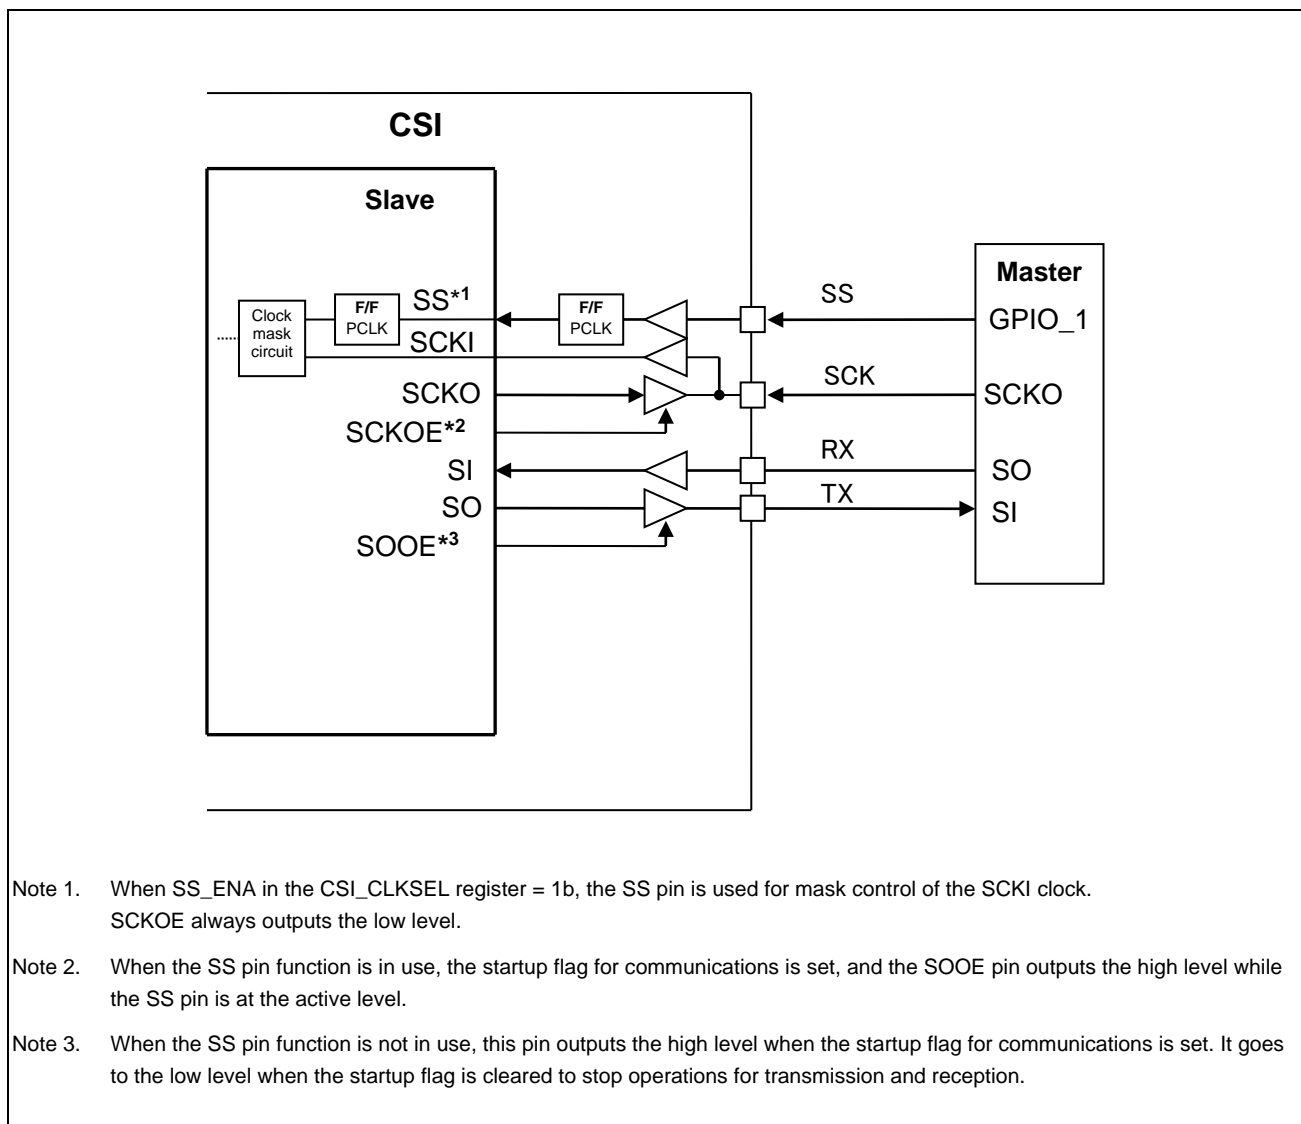 CSI
Slave
Master
SS
F/F
PCLK
SS*1
F/F
PCLK
GPIO_1
Clock
mask
circuit
SCKI
SCK
SCKO
SCKO
SCKOE*2
RX
SI
SO
TX
SO
SI
SOOE*3
Note 1. When SS_ENA in the CSI_CLKSEL register = 1b, the SS pin is used for mask control of the SCKI clock.
SCKOE always outputs the low level.
Note 2. When the SS pin function is in use, the startup flag for communications is set, and the SOOE pin outputs the high level while
the SS pin is at the active level.
Note 3. When the SS pin function is not in use, this pin outputs the high level when the startup flag for communications is set. It goes
to the low level when the startup flag is cleared to stop operations for transmission and reception.